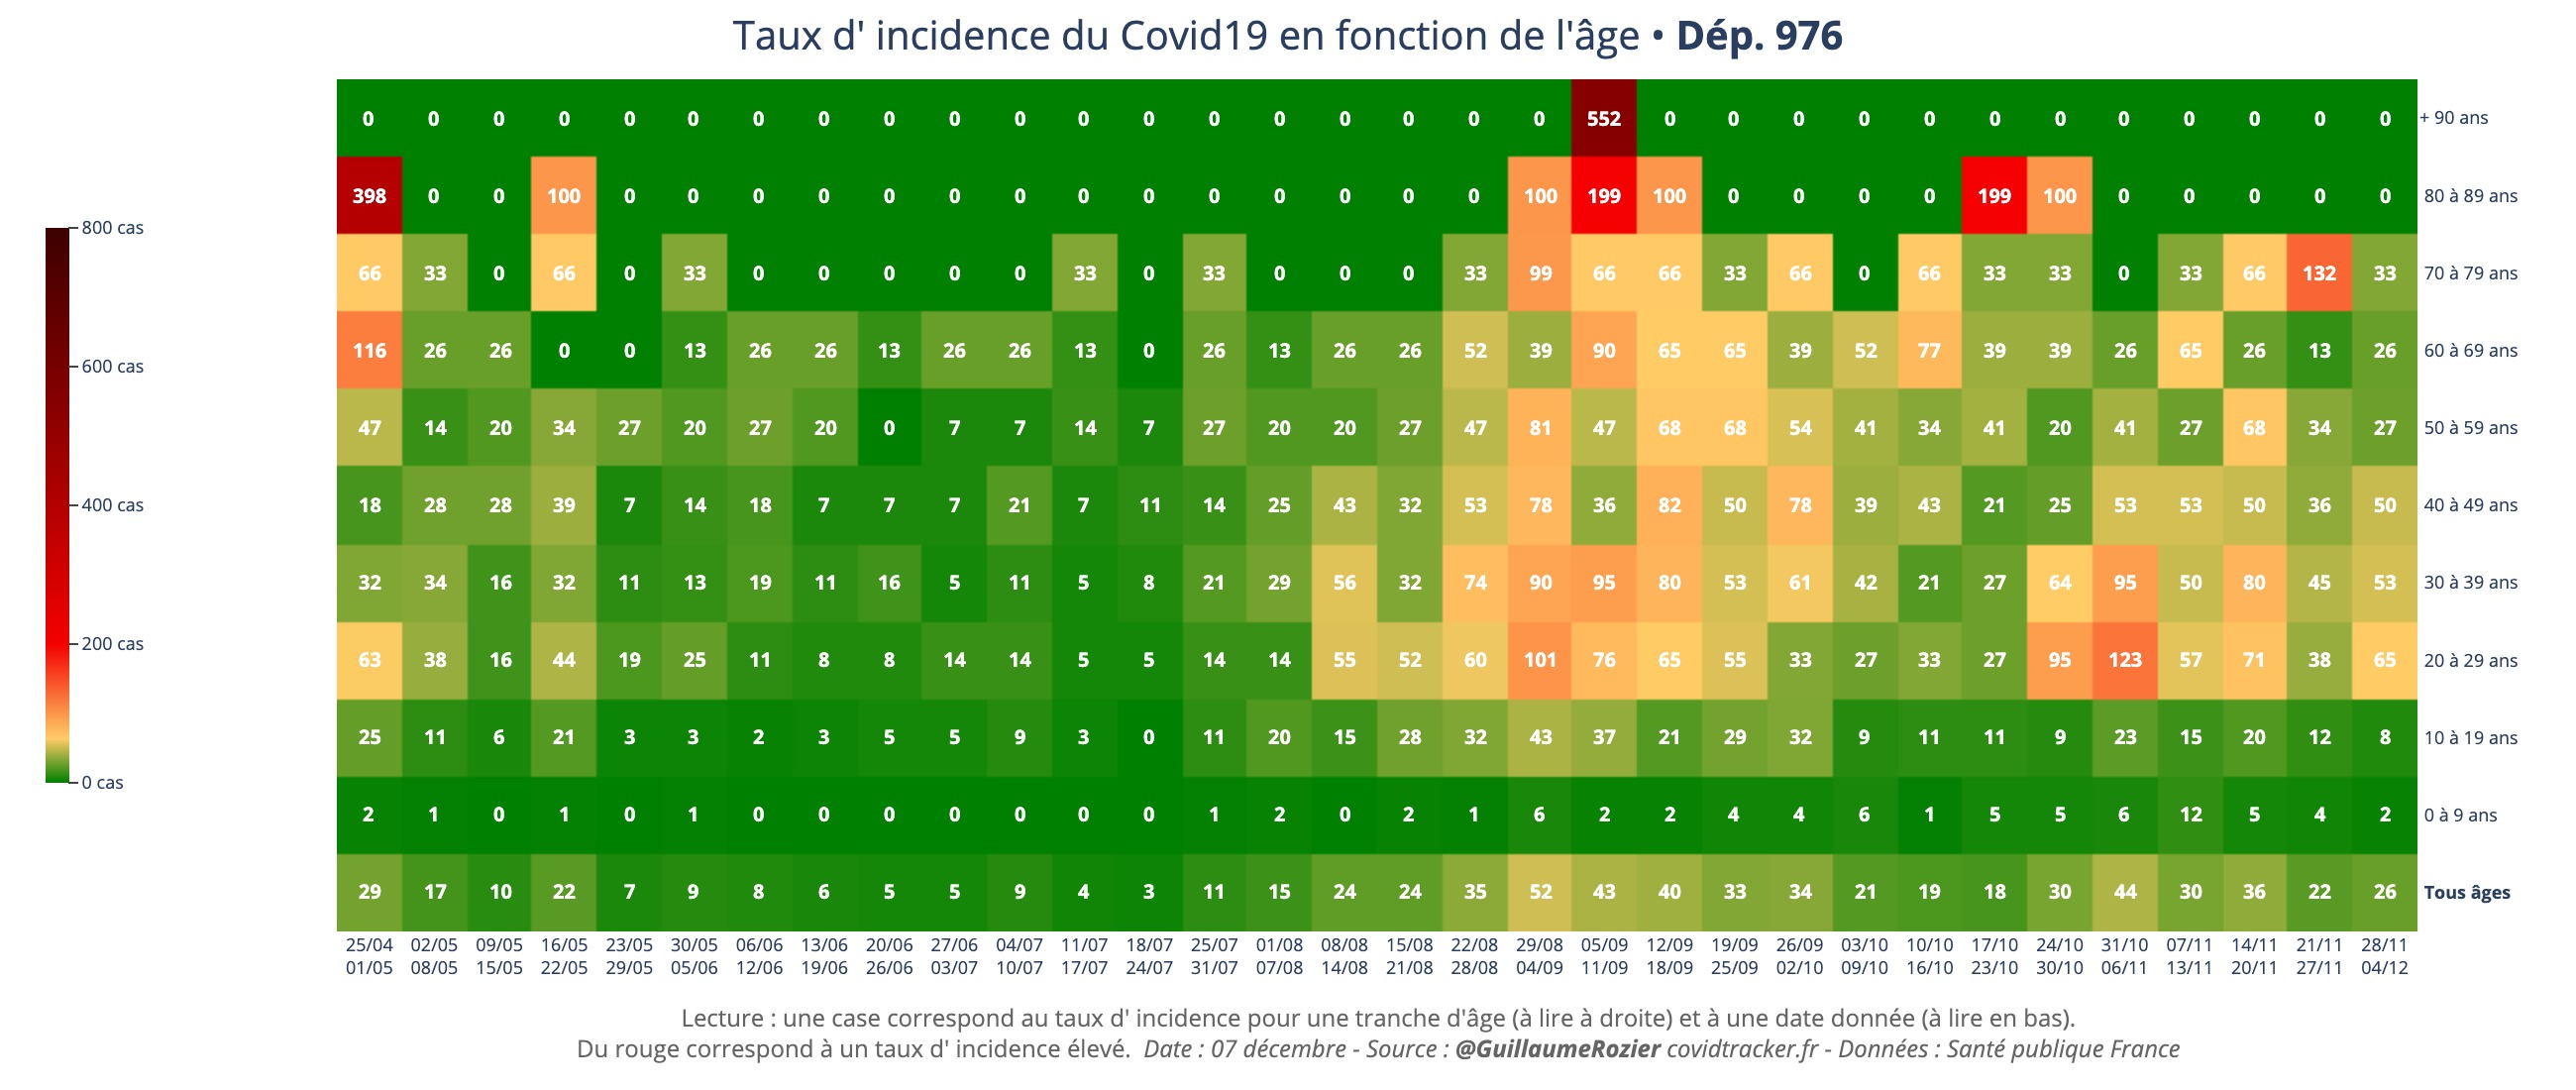 Taux d' incidence du Covid19 en fonction de l'âge • Dép. 976
800 cas
600 cas
400 cas
200 cas
0 cas
0 0 0 0 0 0 0 0 0 0 0 0 0 0 0 0 0 0 0 552 0 0 0 0 0 0 0 0 0 0 0 0 + 90 ans
398 0 0 100 0 0 0 0 0 0 0 0 0 0 0 0 0 0 100 199 100 0 0 0 0 199 100 0 0 0 0 0 80 à 89 ans
66 33 0 66 0 33 0 0 0 0 0 33 0 33 0 0 0 33 99 66 66 33 66 0 66 33 33 0 33 66 132 33 70 à 79 ans
116 26 26 0 0 13 26 26 13 26 26 13 0 26 13 26 26 52 39 90 65 65 39 52 77 39 39 26 65 26 13 26 60 à 69 ans
47 14 20 34 27 20 27 20 0 7 7 14 7 27 20 20 27 47 81 47 68 68 54 41 34 41 20 41 27 68 34 27 50 à 59 ans
18 28 28 39 7 14 18 7 7 7 21 7 11 14 25 43 32 53 78 36 82 50 78 39 43 21 25 53 53 50 36 50 40 à 49 ans
32 34 16 32 11 13 19 11 16 5 11 5 8 21 29 56 32 74 90 95 80 53 61 42 21 27 64 95 50 80 45 53 30 à 39 ans
63 38 16 44 19 25 11 8 8 14 14 5 5 14 14 55 52 60 101 76 65 55 33 27 33 27 95 123 57 71 38 65 20 à 29 ans
25 11 6 21 3 3 2 3 5 5 9 3 0 11 20 15 28 32 43 37 21 29 32 9 11 11 9 23 15 20 12 8 10 à 19 ans
2 1 0 1 0 1 0 0 0 0 0 0 0 1 2 0 2 1 6 2 2 4 4 6 1 5 5 6 12 5 4 2 0 à 9 ans
29 17 10 22 7 9 8 6 5 5 9 4 3 11 15 24 24 35 52 43 40 33 34 21 19 18 30 44 30 36 22 26 Tous âges
25/04 02/05 09/05 16/05 23/05 30/05 06/06 13/06 20/06 27/06 04/07 11/07 18/07 25/07 01/08 08/08 15/08 22/08 29/08 05/09 12/09 19/09 26/09 03/10 10/10 17/10 24/10 31/10 07/11 14/11 21/11 28/11
01/05 08/05 15/05 22/05 29/05 05/06 12/06 19/06 26/06 03/07 10/07 17/07 24/07 31/07 07/08 14/08 21/08 28/08 04/09 11/09 18/09 25/09 02/10 09/10 16/10 23/10 30/10 06/11 13/11 20/11 27/11 04/12
Lecture : une case correspond au taux d' incidence pour une tranche d'âge (à lire à droite) et à une date donnée (à lire en bas).
Du rouge correspond à un taux d' incidence élevé. Date : 07 décembre - Source : @GuillaumeRozier covidtracker.fr - Données : Santé publique France